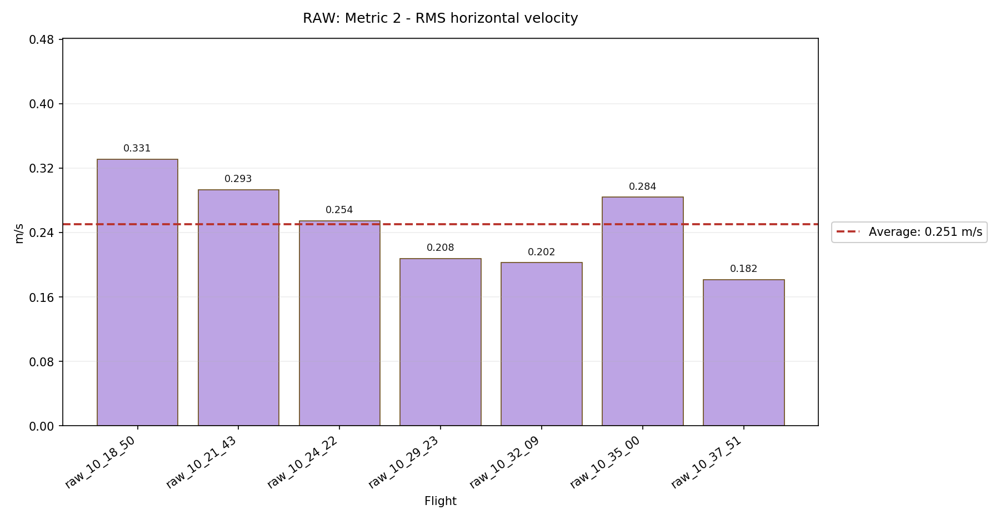 RAW: Metric 2 - RMS horizontal velocity
0.48
0.40
0.32
0.24
0.16
0.08
0.00
m/s
0.331
0.293
0.254
0.208
0.202
0.284
0.182
Average: 0.251 m/s
raw_10_18_50
raw_10_21_43
raw_10_24_22
raw_10_29_23
raw_10_32_09
raw_10_35_00
raw_10_37_51
Flight